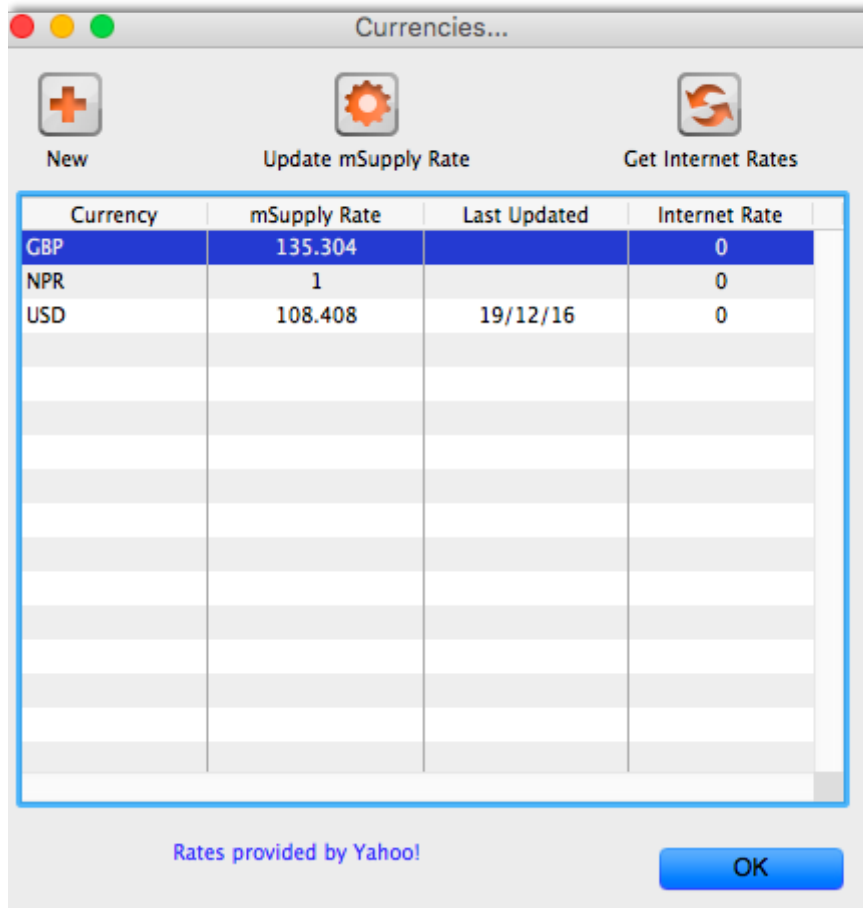 Currencies...
New Update mSupply Rate Get Internet Rates
Currency mSupply Rate Last Updated Internet Rate
GBP 135.304 0
NPR 1 0
USD 108.408 19/12/16 0
Rates provided by Yahoo!
OK